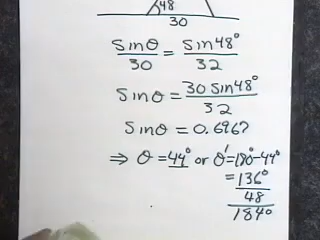 48
30
sinθ/30 = sin48°/32
sinθ = 30 sin48°/32
sinθ = 0.6967
⇒ θ = 44° or θ' = 180° - 44°
= 136°
48
184°